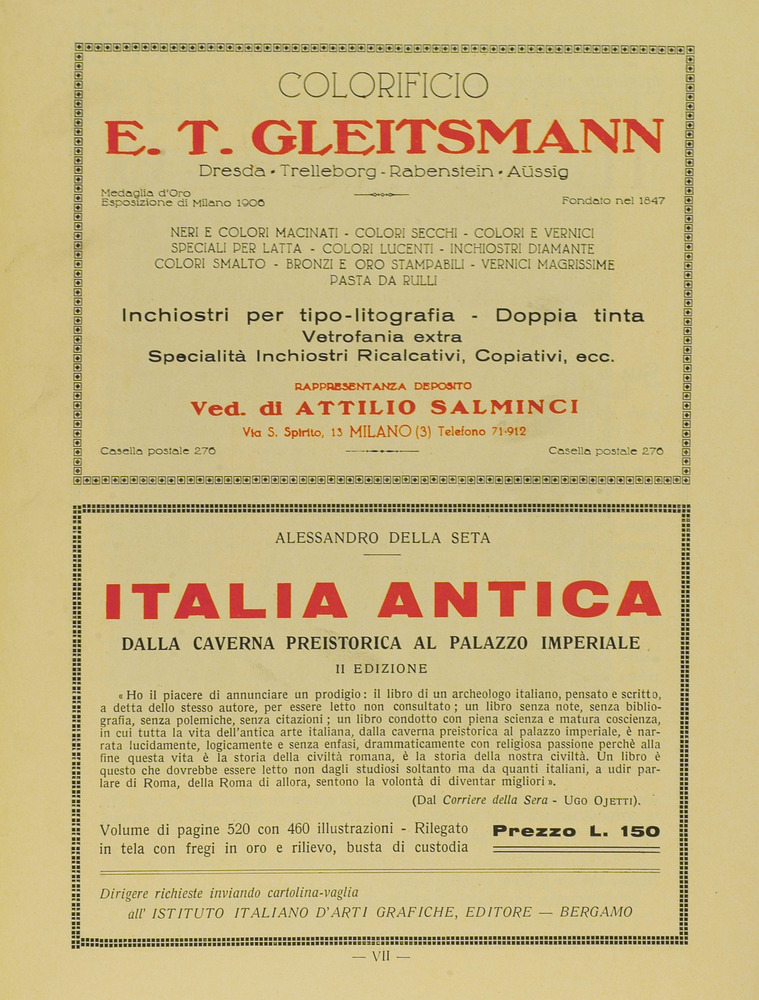 COLORIFICIO
E. T. GLEITSMANN
Dresda • Trelleborg - Rabenstein • Aüssig
Medaglia d'Oro
Esposizione di Milano 1906
Fondato nel 1847
NERI E COLORI MACINATI - COLORI SECCHI - COLORI E VERNICI
SPECIALI PER LATTA - COLORI LUCENTI - INCHIOSTRI DIAMANTE
COLORI SMALTO - BRONZI E ORO STAMPABILI - VERNICI MAGRISSIME
PASTA DA RULLI
Inchiostri per tipo-litografia - Doppia tinta
Vetrofania extra
Specialità Inchiostri Ricalcativi, Copiativi, ecc.
RAPPRESENTANZA DEPOSITO
Ved. di ATTILIO SALMINCI
Via S. Spirito, 13 MILANO (3) Telefono 71-912
Casella postale 276
Casella postale 276
ALESSANDRO DELLA SETA
ITALIA ANTICA
DALLA CAVERNA PREISTORICA AL PALAZZO IMPERIALE
II EDIZIONE
« Ho il piacere di annunciare un prodigio: il libro di un archeologo italiano, pensato e scritto,
a detta dello stesso autore, per essere letto non consultato; un libro senza note, senza biblio-
grafia, senza polemiche, senza citazioni; un libro condotto con piena scienza e matura coscienza,
in cui tutta la vita dell'antica arte italiana, dalla caverna preistorica al palazzo imperiale, è nar-
rata lucidamente, logicamente e senza enfasi, drammaticamente con religiosa passione perchè alla
fine questa vita è la storia della civiltà romana, è la storia della nostra civiltà. Un libro è
questo che dovrebbe essere letto non dagli studiosi soltanto ma da quanti italiani, a udir par-
lare di Roma, della Roma di allora, sentono la volontà di diventar migliori ».
(Dal Corriere della Sera - UGO OJETTI).
Volume di pagine 520 con 460 illustrazioni - Rilegato
in tela con fregi in oro e rilievo, busta di custodia
Prezzo L. 150
Dirigere richieste inviando cartolina-vaglia
all' ISTITUTO ITALIANO D'ARTI GRAFICHE, EDITORE — BERGAMO
— VII —